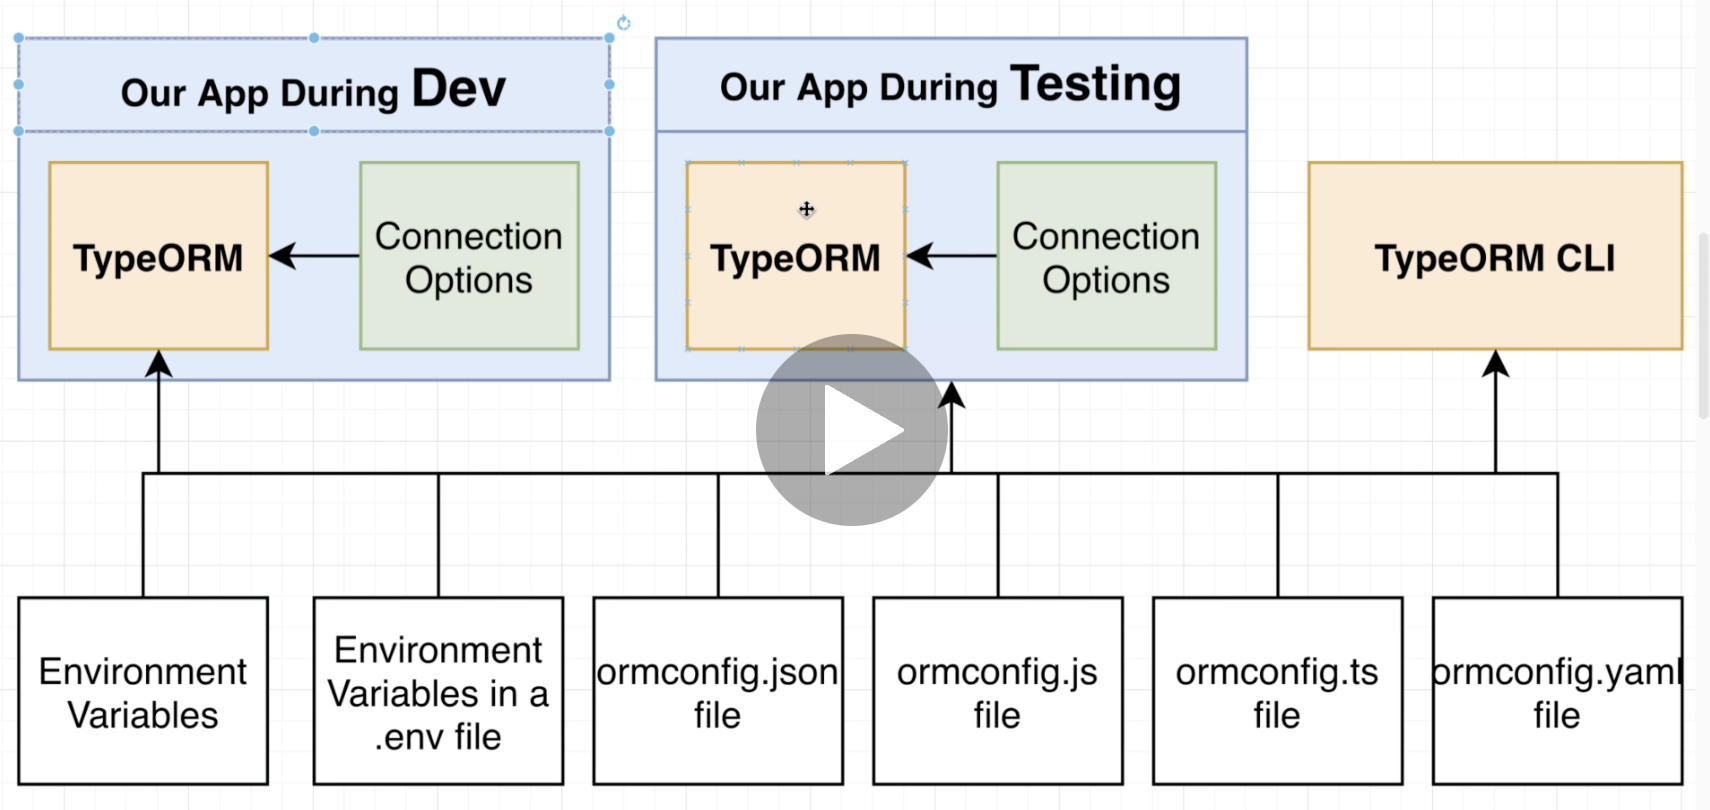 Our App During Dev
Our App During Testing
TypeORM
Connection
Options
TypeORM
Connection
Options
TypeORM CLI
Environment
Variables
Environment
Variables in a
.env file
ormconfig.json
file
ormconfig.js
file
ormconfig.ts
file
ormconfig.yaml
file